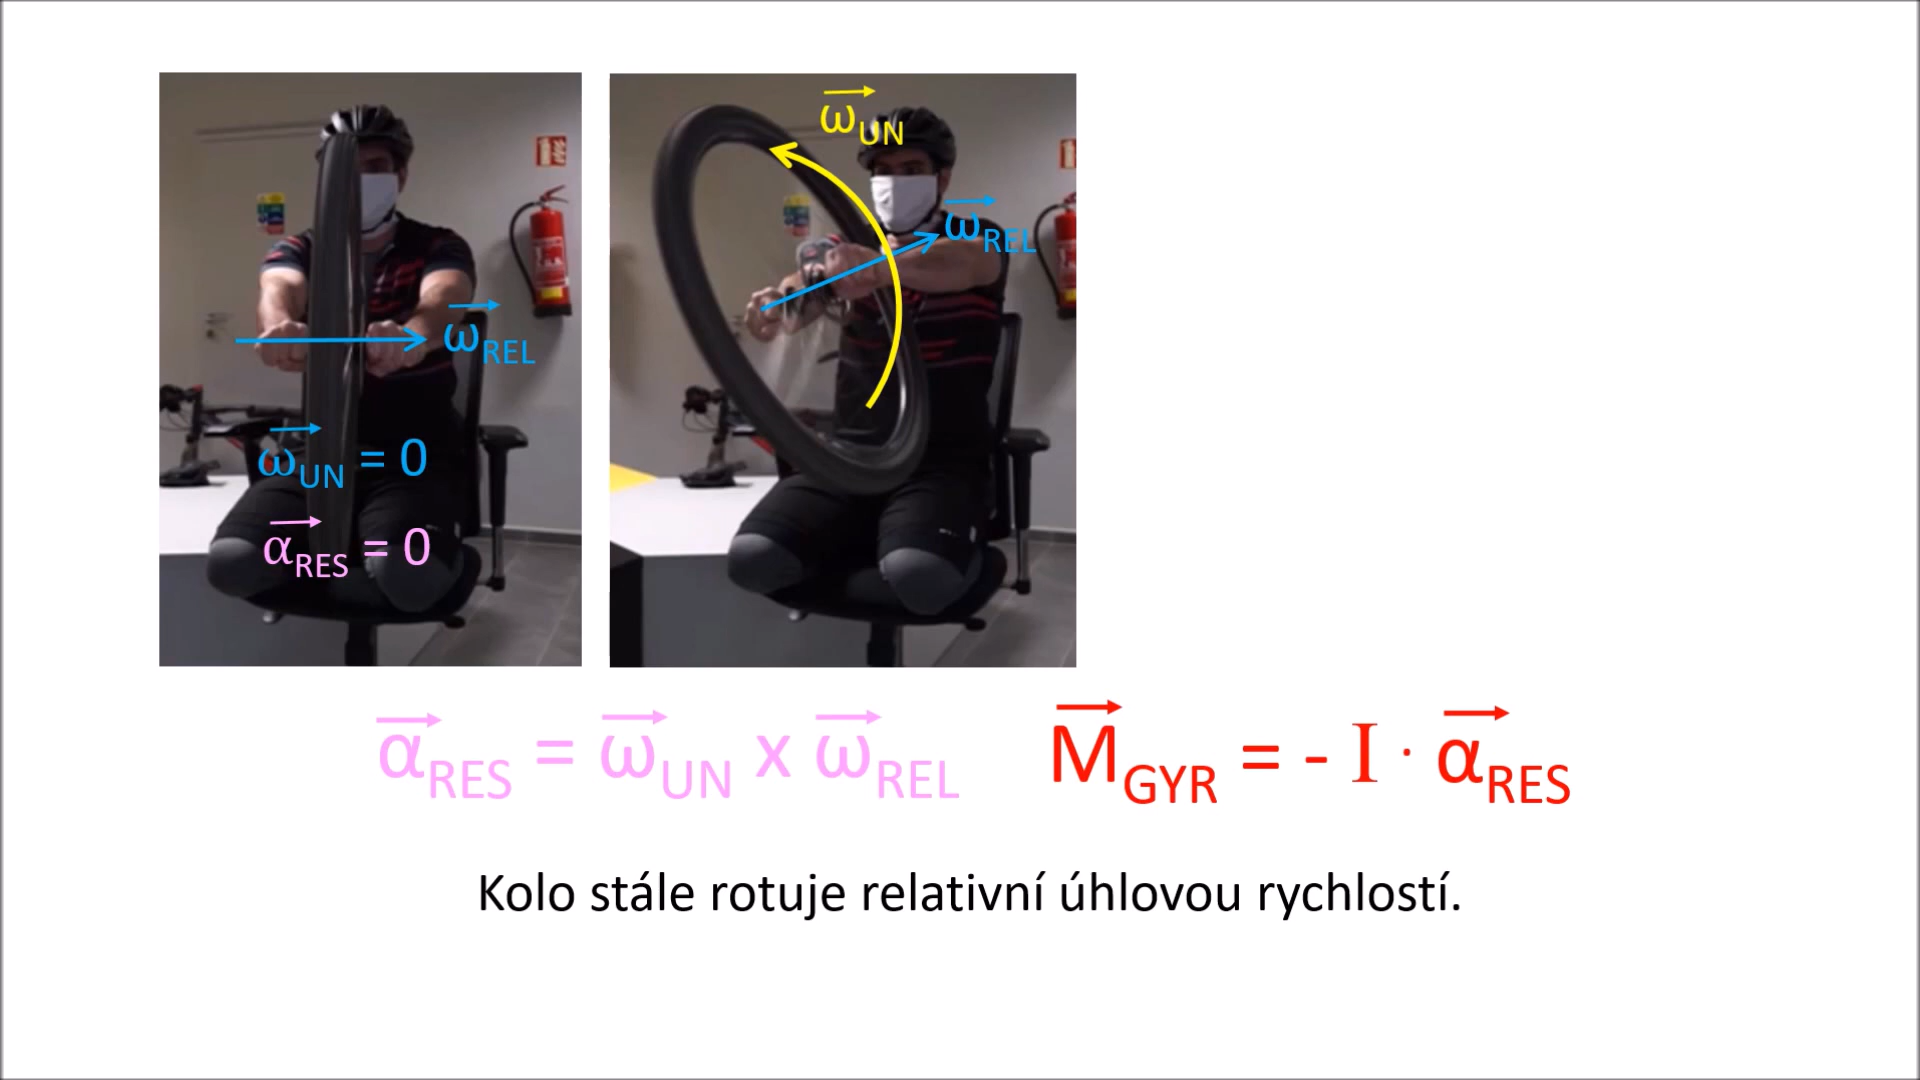 ω⃗REL
ω⃗UN = 0
α⃗RES = 0
ω⃗UN
ω⃗REL
α⃗RES = ω⃗UN x ω⃗REL
M⃗GYR = - I · α⃗RES
Kolo stále rotuje relativní úhlovou rychlostí.